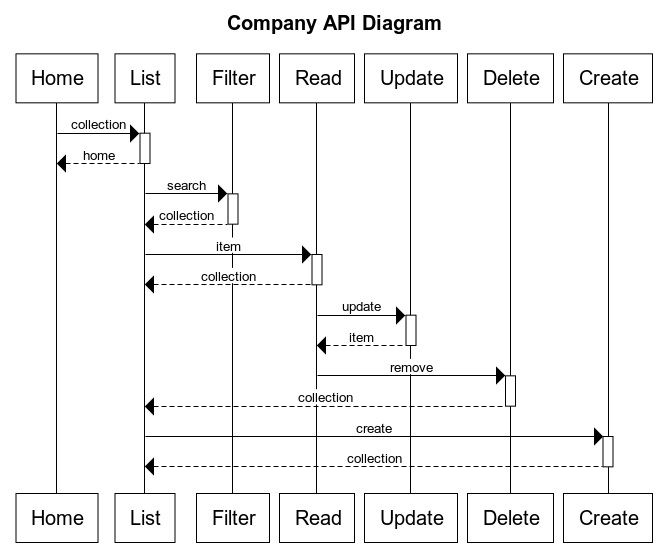 Company API Diagram
Home List Filter Read Update Delete Create
collection
home
search
collection
item
collection
update
item
remove
collection
create
collection
Home List Filter Read Update Delete Create